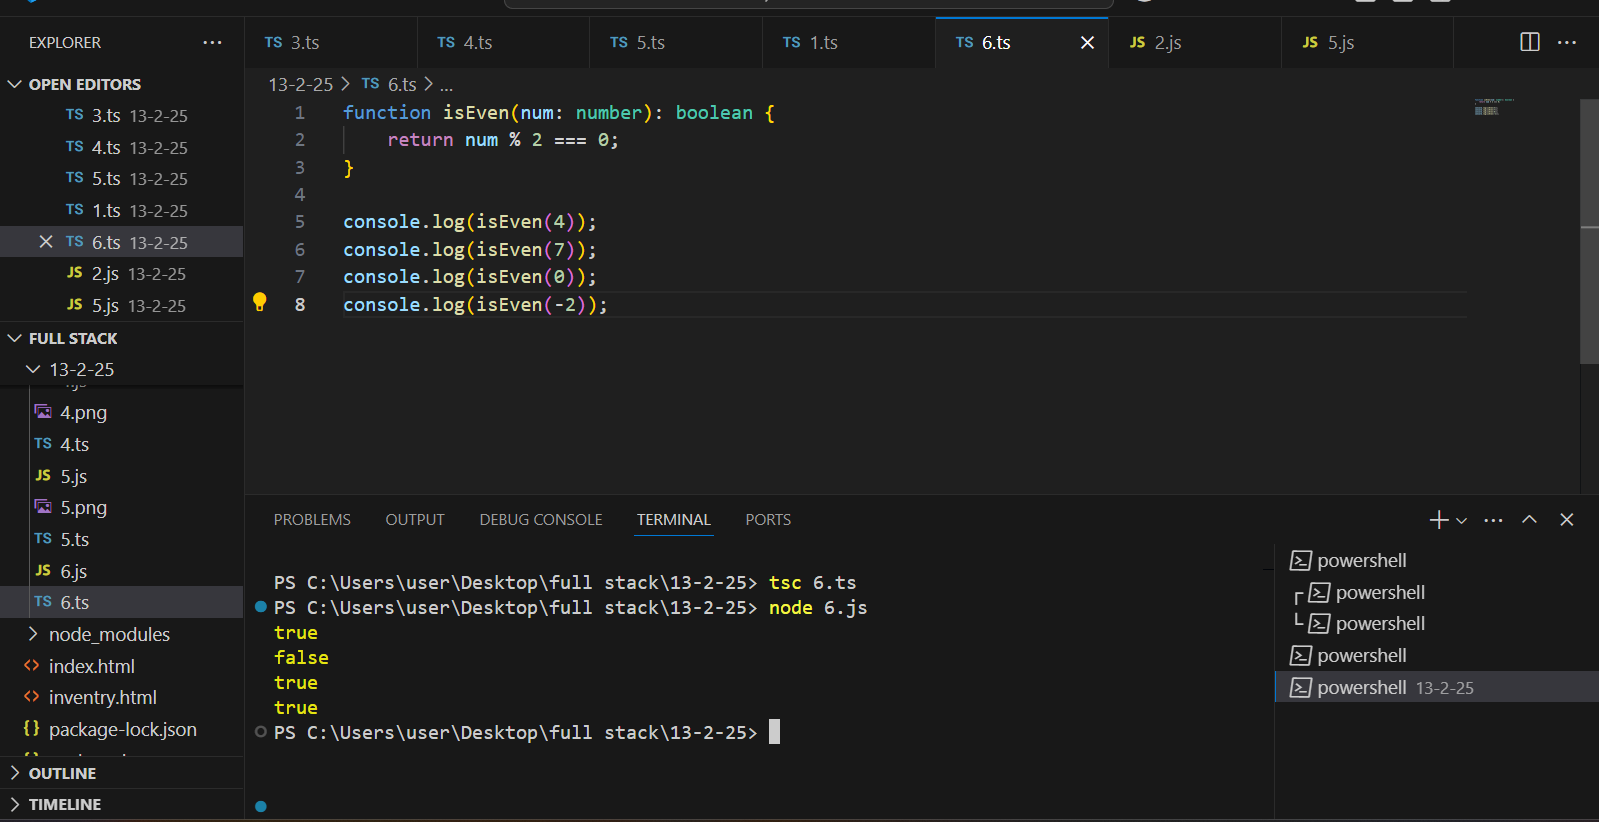 EXPLORER
OPEN EDITORS
TS 3.ts 13-2-25
TS 4.ts 13-2-25
TS 5.ts 13-2-25
TS 1.ts 13-2-25
TS 6.ts 13-2-25
JS 2.js 13-2-25
JS 5.js 13-2-25
FULL STACK
13-2-25
4.png
TS 4.ts
JS 5.js
5.png
TS 5.ts
JS 6.js
TS 6.ts
node_modules
<> index.html
<> inventry.html
{} package-lock.json
OUTLINE
TIMELINE
TS 3.ts
TS 4.ts
TS 5.ts
TS 1.ts
TS 6.ts
JS 2.js
JS 5.js
13-2-25 > TS 6.ts > ...
1 function isEven(num: number): boolean {
2 return num % 2 === 0;
3 }
4
5 console.log(isEven(4));
6 console.log(isEven(7));
7 console.log(isEven(0));
8 console.log(isEven(-2));
PROBLEMS OUTPUT DEBUG CONSOLE TERMINAL PORTS
PS C:\Users\user\Desktop\full stack\13-2-25> tsc 6.ts
PS C:\Users\user\Desktop\full stack\13-2-25> node 6.js
true
false
true
true
PS C:\Users\user\Desktop\full stack\13-2-25>
powershell
powershell
powershell
powershell
powershell 13-2-25